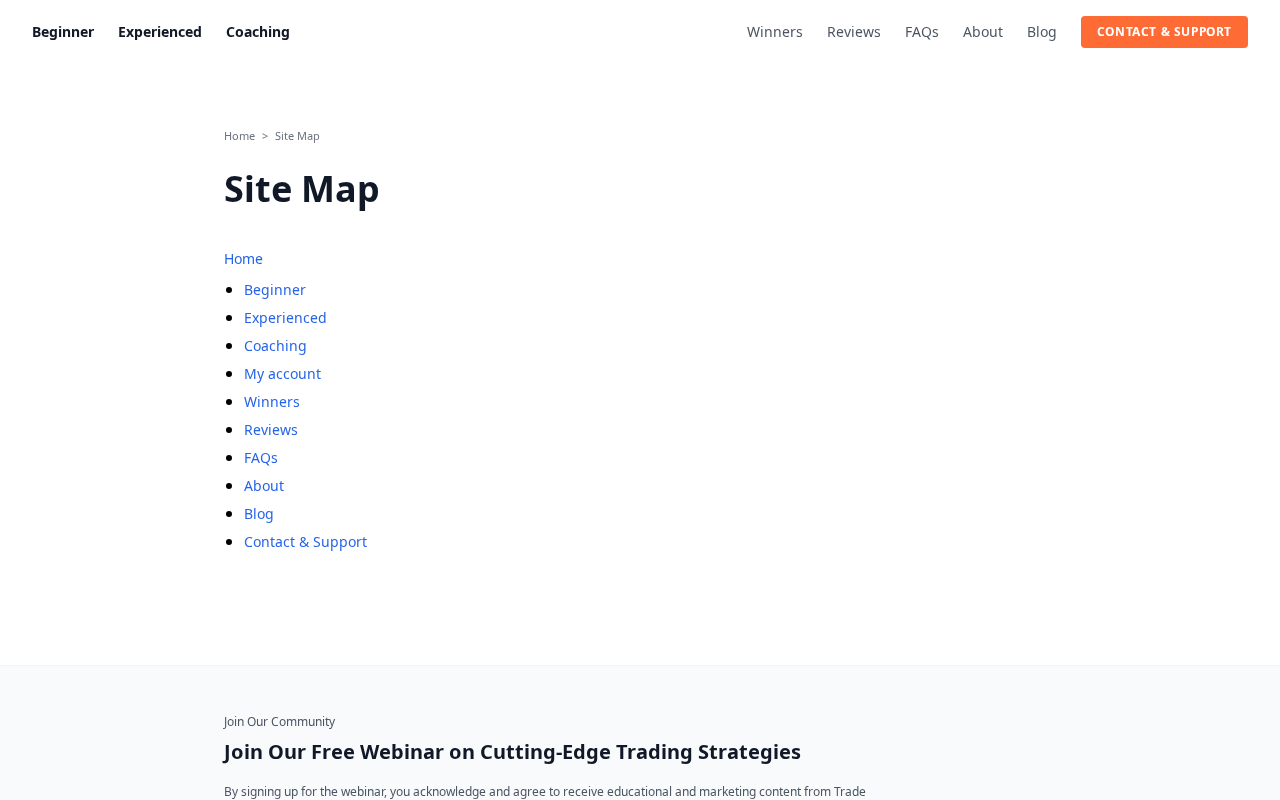 Beginner Experienced Coaching Winners Reviews FAQs About Blog CONTACT & SUPPORT
Home > Site Map
Site Map
Home
Beginner
Experienced
Coaching
My account
Winners
Reviews
FAQs
About
Blog
Contact & Support
Join Our Community
Join Our Free Webinar on Cutting-Edge Trading Strategies
By signing up for the webinar, you acknowledge and agree to receive educational and marketing content from Trade